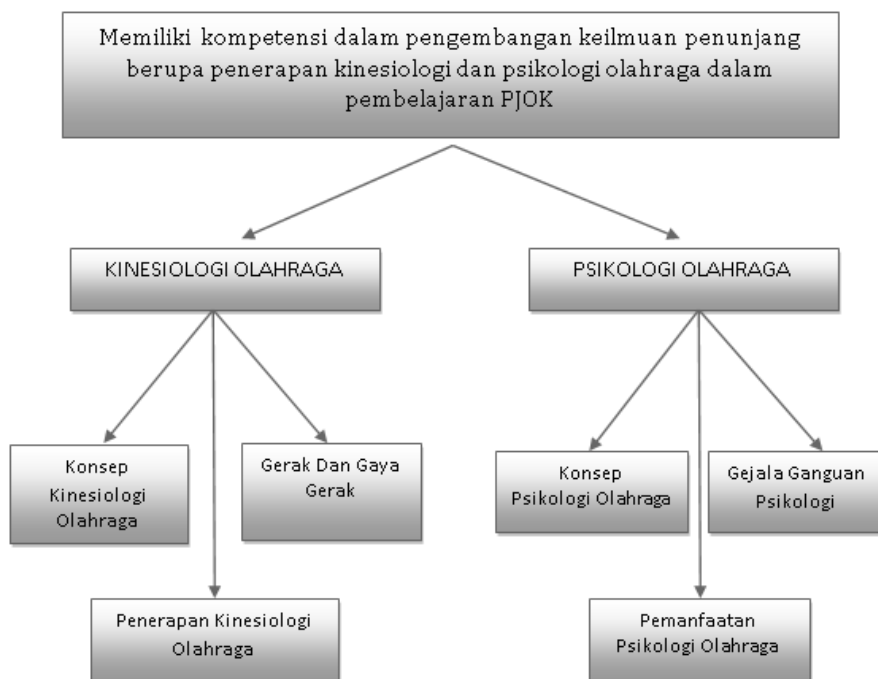 Memiliki kompetensi dalam pengembangan keilmuan penunjang
berupa penerapan kinesiologi dan psikologi olahraga dalam
pembelajaran PJOK
KINESIOLOGI OLAHRAGA
PSIKOLOGI OLAHRAGA
Konsep
Kinesiologi
Olahraga
Gerak Dan Gaya
Gerak
Konsep
Psikologi Olahraga
Gejala Ganguan
Psikologi
Penerapan Kinesiologi
Olahraga
Pemanfaatan
Psikologi Olahraga